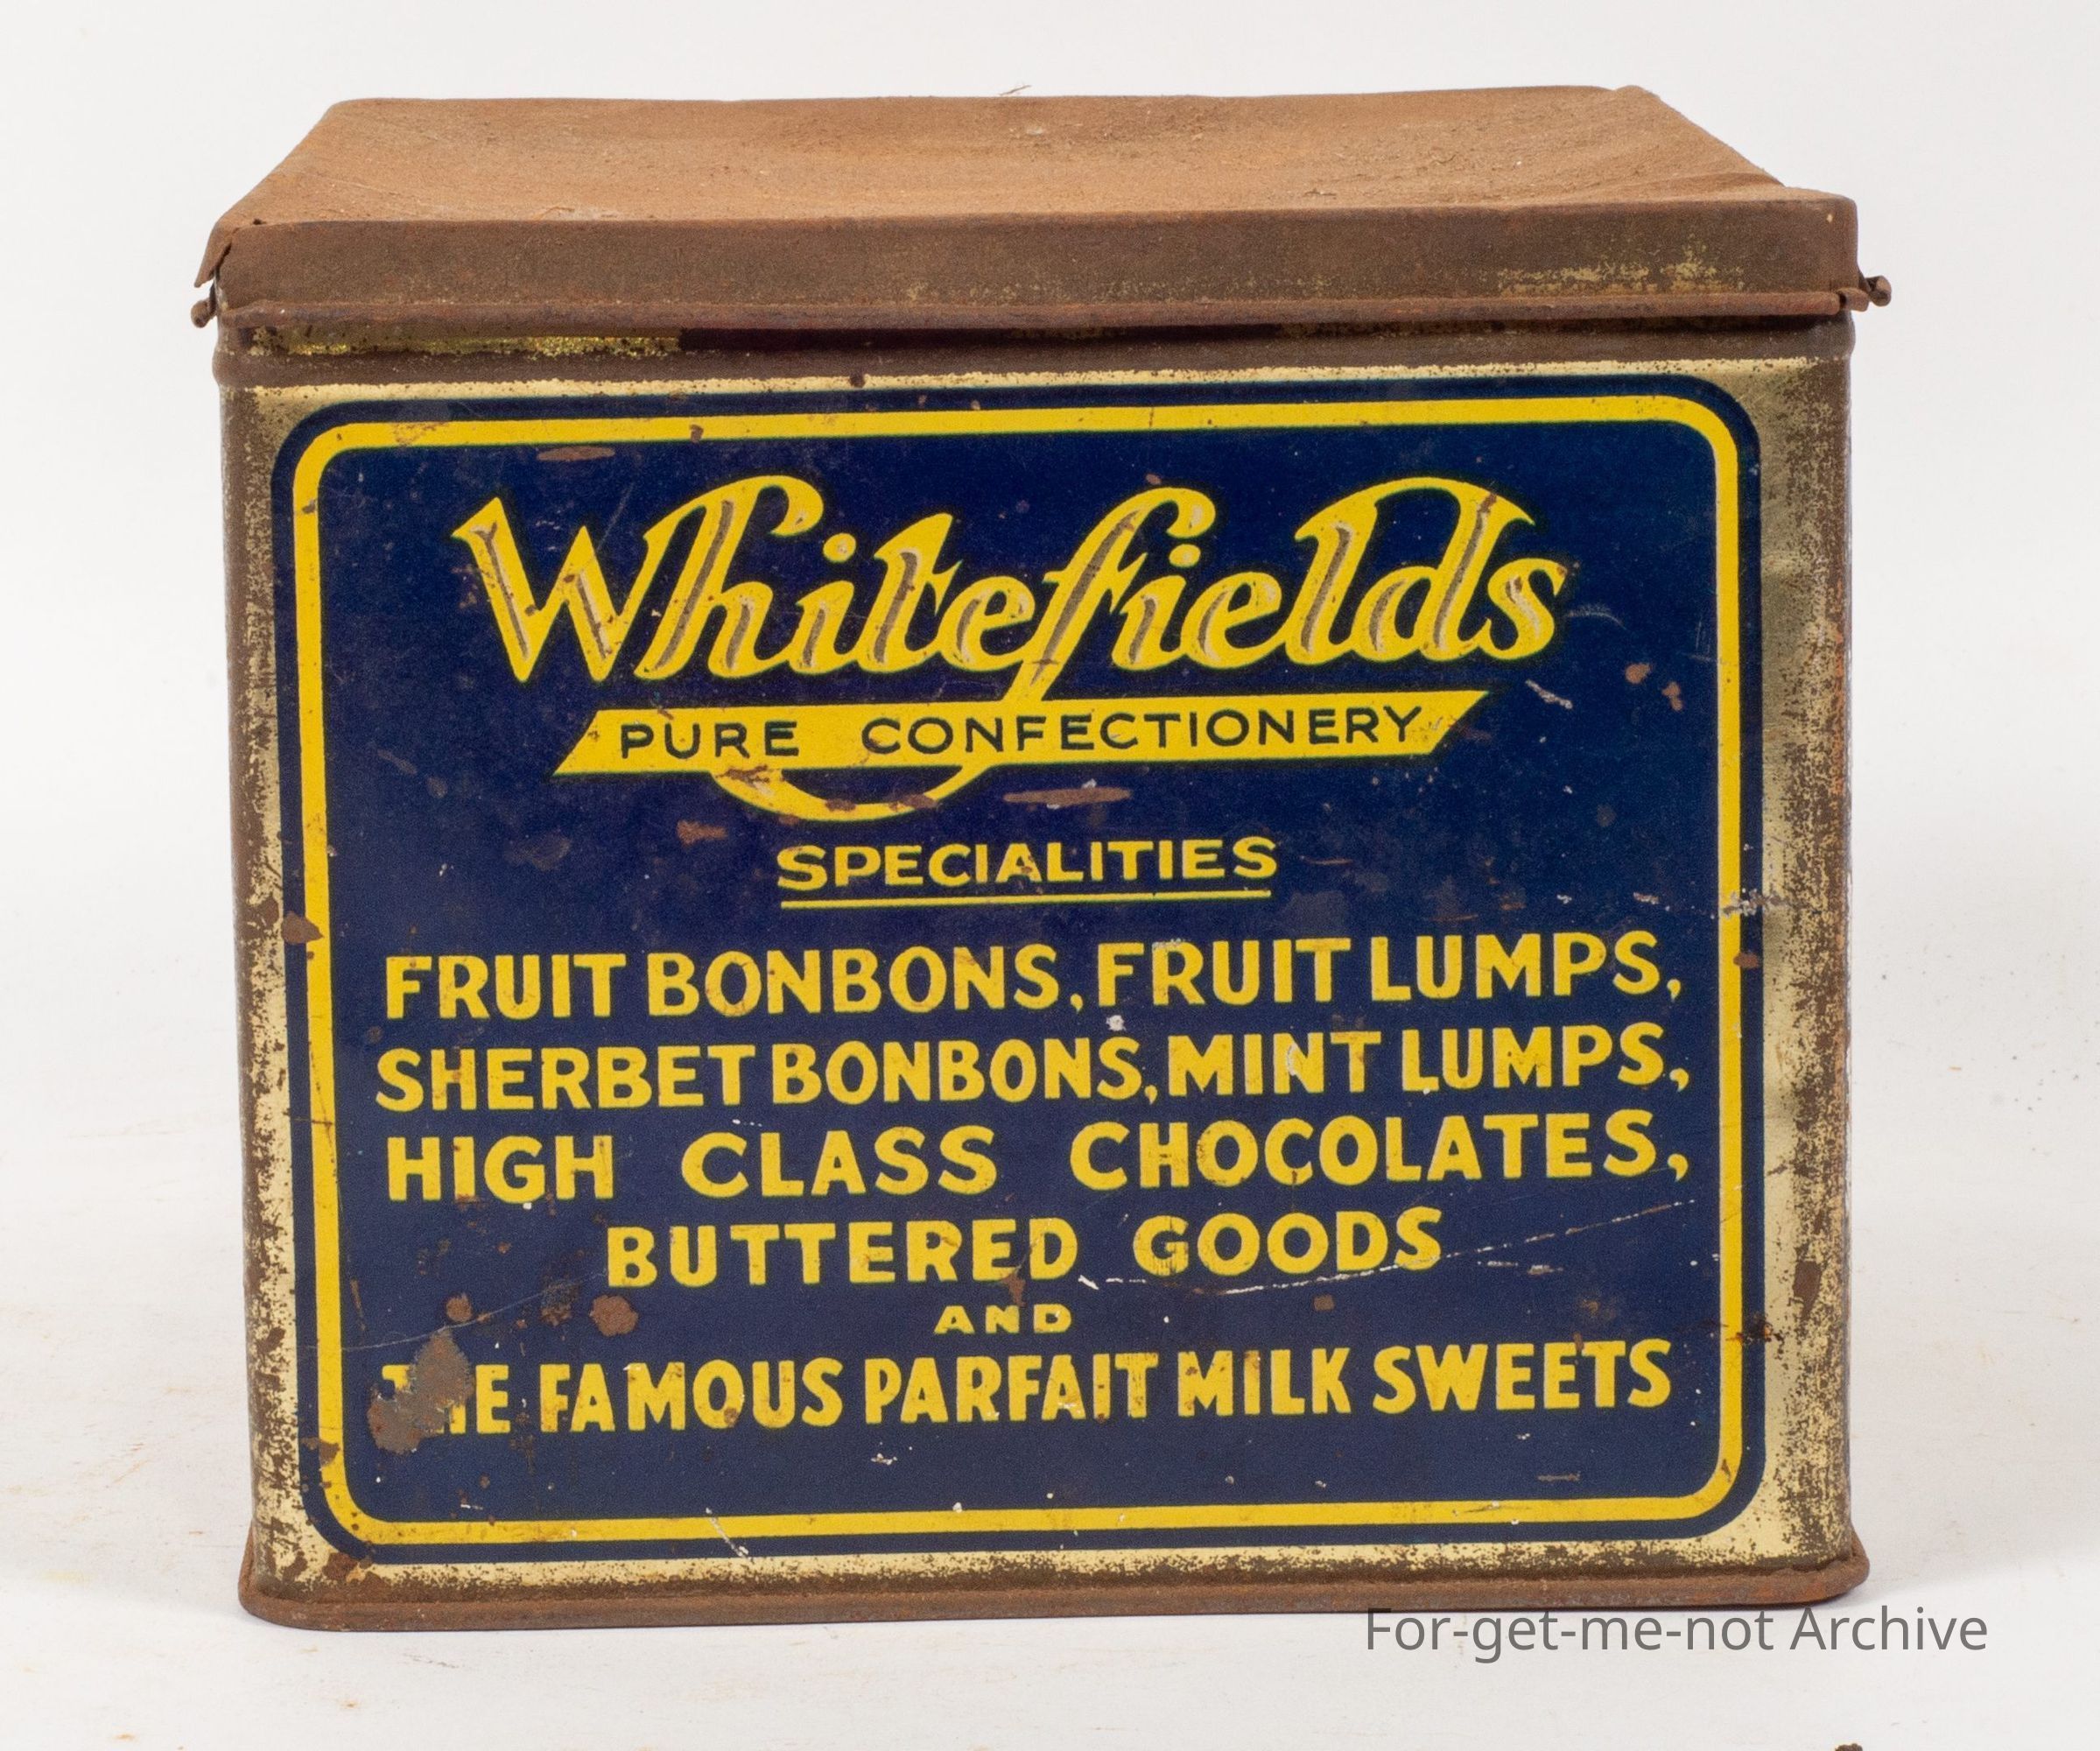 Whitefields
PURE CONFECTIONERY
SPECIALITIES
FRUIT BONBONS, FRUIT LUMPS,
SHERBET BONBONS, MINT LUMPS,
HIGH CLASS CHOCOLATES,
BUTTERED GOODS
AND
THE FAMOUS PARFAIT MILK SWEETS
For-get-me-not Archive